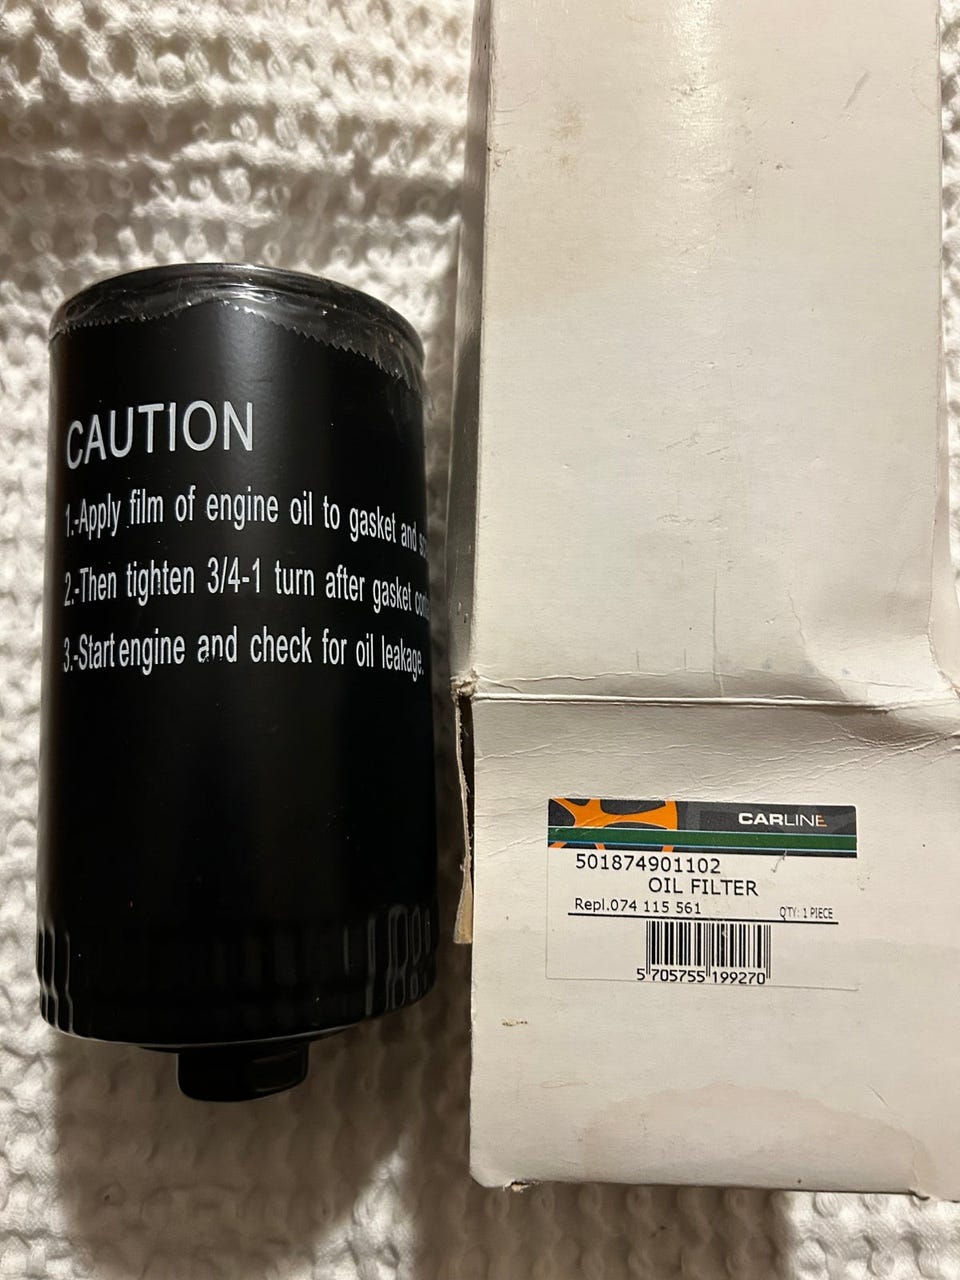 CAUTION
1.-Apply film of engine oil to gasket and
2.-Then tighten 3/4-1 turn after gasket
3.-Start engine and check for oil leakage.
CARLINE
501874901102
OIL FILTER
Repl.074 115 561
QTY: 1 PIECE
5 705755 199270